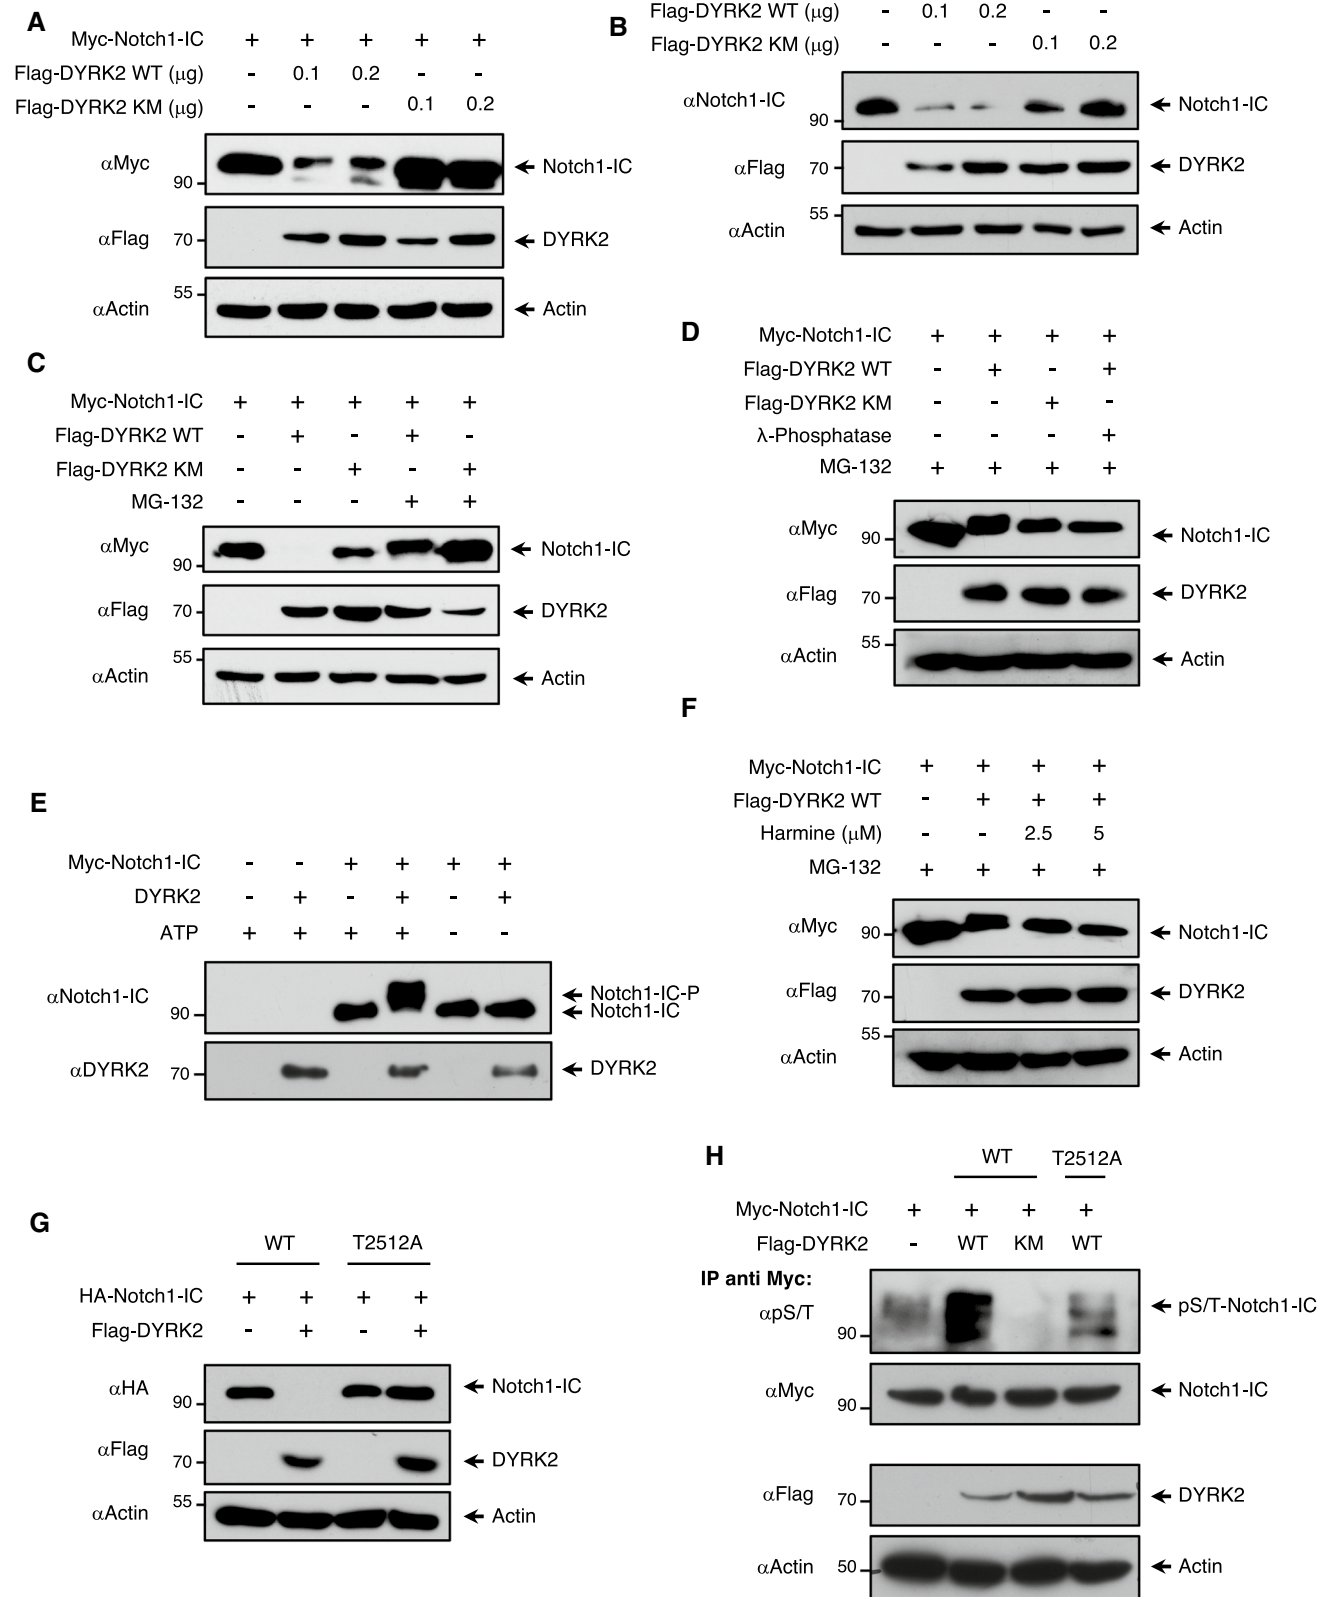 A
Myc-Notch1-IC + + + + +
Flag-DYRK2 WT (μg) - 0.1 0.2 - -
Flag-DYRK2 KM (μg) - - - 0.1 0.2
αMyc 90 Notch1-IC
αFlag 70 DYRK2
55
αActin Actin
B
Flag-DYRK2 WT (μg) - 0.1 0.2 - -
Flag-DYRK2 KM (μg) - - - 0.1 0.2
αNotch1-IC 90 Notch1-IC
αFlag 70 DYRK2
55
αActin Actin
C
Myc-Notch1-IC + + + + +
Flag-DYRK2 WT - + - + -
Flag-DYRK2 KM - - + - +
MG-132 - - - + +
αMyc 90 Notch1-IC
αFlag 70 DYRK2
55
αActin Actin
D
Myc-Notch1-IC + + + +
Flag-DYRK2 WT - + - +
Flag-DYRK2 KM - - + -
λ-Phosphatase - - - +
MG-132 + + + +
αMyc 90 Notch1-IC
αFlag 70 DYRK2
55
αActin Actin
E
Myc-Notch1-IC - - + + + +
DYRK2 - + - + - +
ATP + + + + - -
αNotch1-IC Notch1-IC-P
90 Notch1-IC
αDYRK2 70 DYRK2
F
Myc-Notch1-IC + + + +
Flag-DYRK2 WT - + + +
Harmine (μM) - - 2.5 5
MG-132 + + + +
αMyc 90 Notch1-IC
αFlag 70 DYRK2
55
αActin Actin
G
WT T2512A
HA-Notch1-IC + + + +
Flag-DYRK2 - + - +
αHA 90 Notch1-IC
αFlag 70 DYRK2
55
αActin Actin
H
WT T2512A
Myc-Notch1-IC + + + +
Flag-DYRK2 - WT KM WT
IP anti Myc:
αpS/T 90 pS/T-Notch1-IC
αMyc 90 Notch1-IC
αFlag 70 DYRK2
αActin 50 Actin